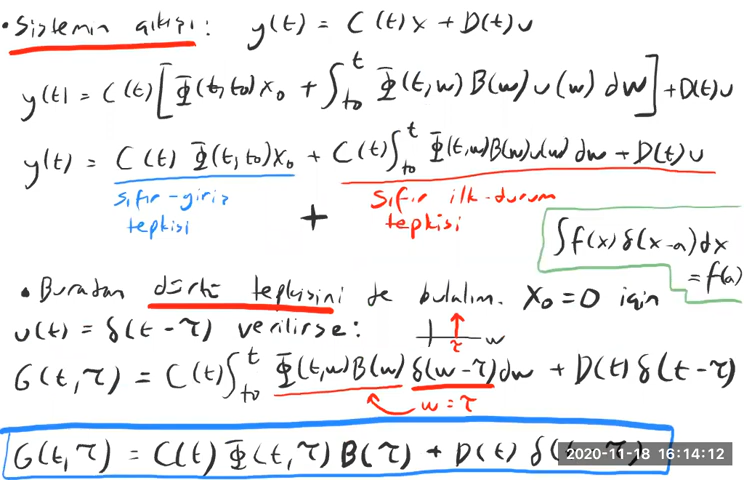 • Sistemin çıkışı: y(t) = C(t)x + D(t)u
y(t) = C(t)[Φ(t,t₀)x₀ + ∫_{t₀}^{t} Φ(t,w)B(w)u(w)dw] + D(t)u
y(t) = C(t)Φ(t,t₀)x₀ + C(t)∫_{t₀}^{t} Φ(t,w)B(w)u(w)dw + D(t)u
sıfır-giriş tepkisi
+
sıfır ilk-durum tepkisi
∫f(x)δ(x-a)dx = f(a)
• Buradan dürtü tepkisini de bulalım. x₀ = 0 için
u(t) = δ(t-τ) verilirse:
τ w
G(t,τ) = C(t)∫_{t₀}^{t} Φ(t,w)B(w)δ(w-τ)dw + D(t)δ(t-τ)
w = τ
G(t,τ) = C(t)Φ(t,τ)B(τ) + D(t)δ(t-τ)
2020-11-18 16:14:12